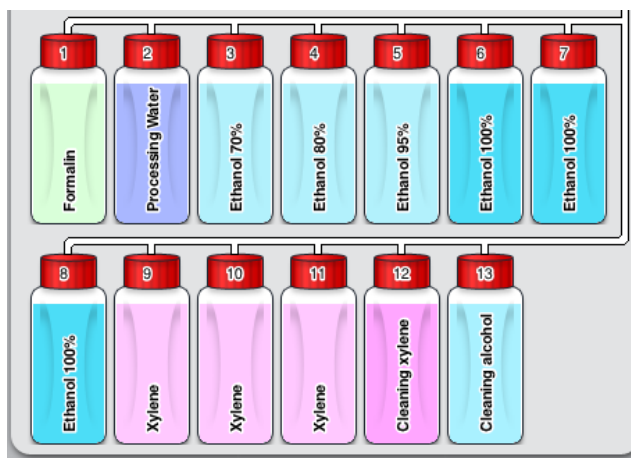 1
2
3
4
5
6
7
Formalin
Processing Water
Ethanol 70%
Ethanol 80%
Ethanol 95%
Ethanol 100%
Ethanol 100%
8
9
10
11
12
13
Ethanol 100%
Xylene
Xylene
Xylene
Cleaning xylene
Cleaning alcohol